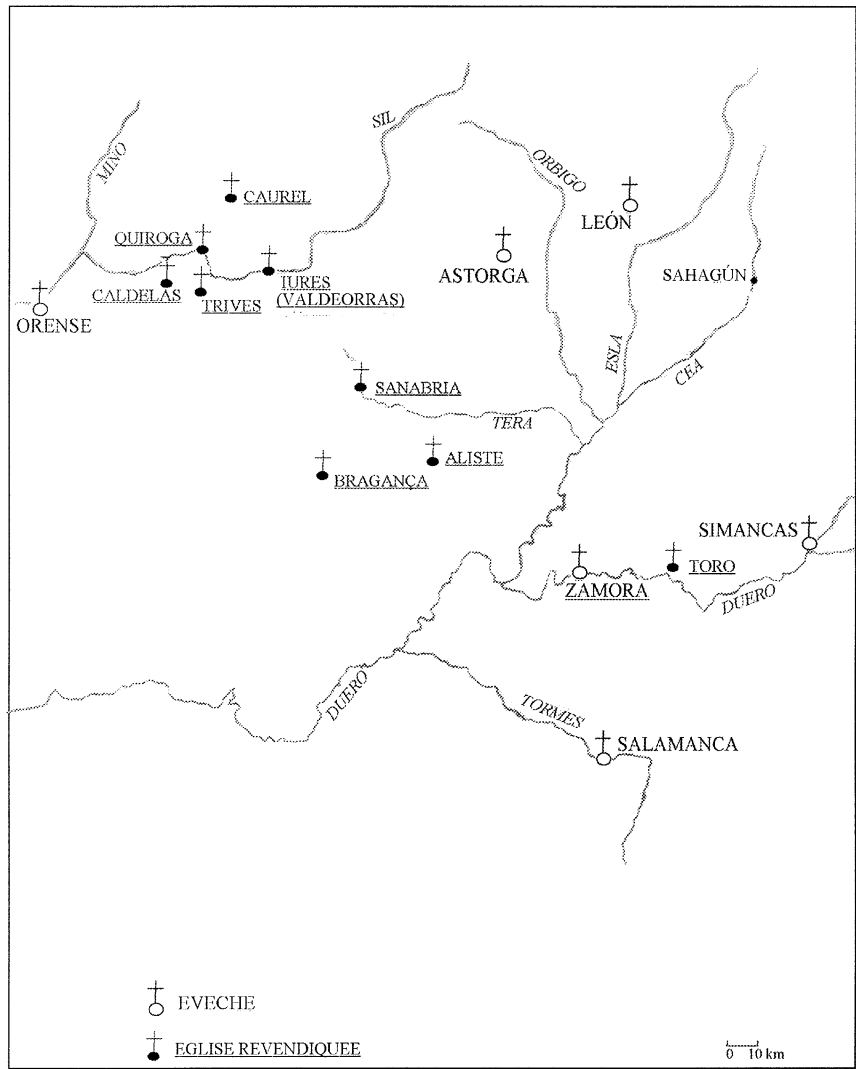 SIL
MINO
ORBIGO
CAUREL
LEÓN
QUIROGA
ASTORGA
SAHAGÚN
IURES
(VALDEORRAS)
CALDELAS
TRIVES
ORENSE
ESLA
CEA
SANABRIA
TERA
ALISTE
BRAGANÇA
SIMANCAS
TORO
ZAMORA
DUERO
DUERO
TORMES
SALAMANCA
EVECHE
EGLISE REVENDIQUEE
0 10 km